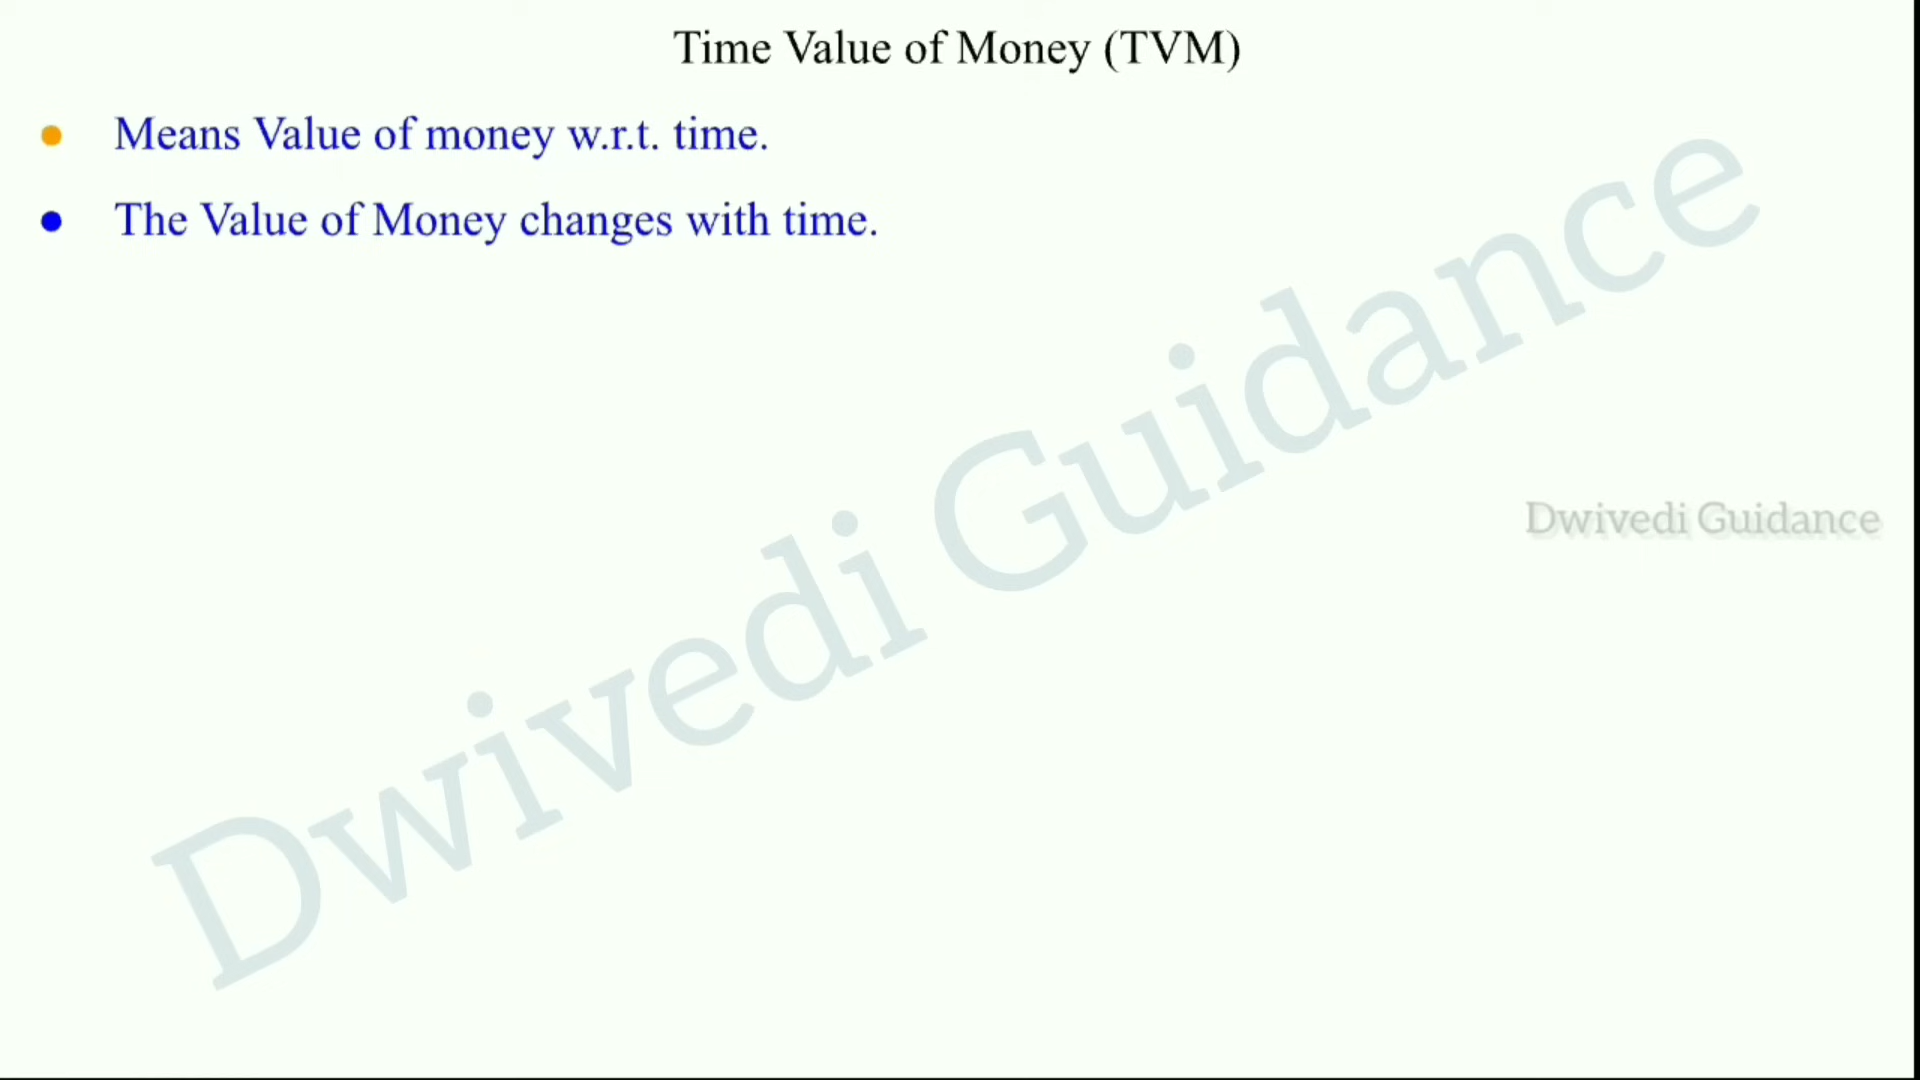 Time Value of Money (TVM)
Means Value of money w.r.t. time.
The Value of Money changes with time.
Dwivedi Guidance
Dwivedi Guidance